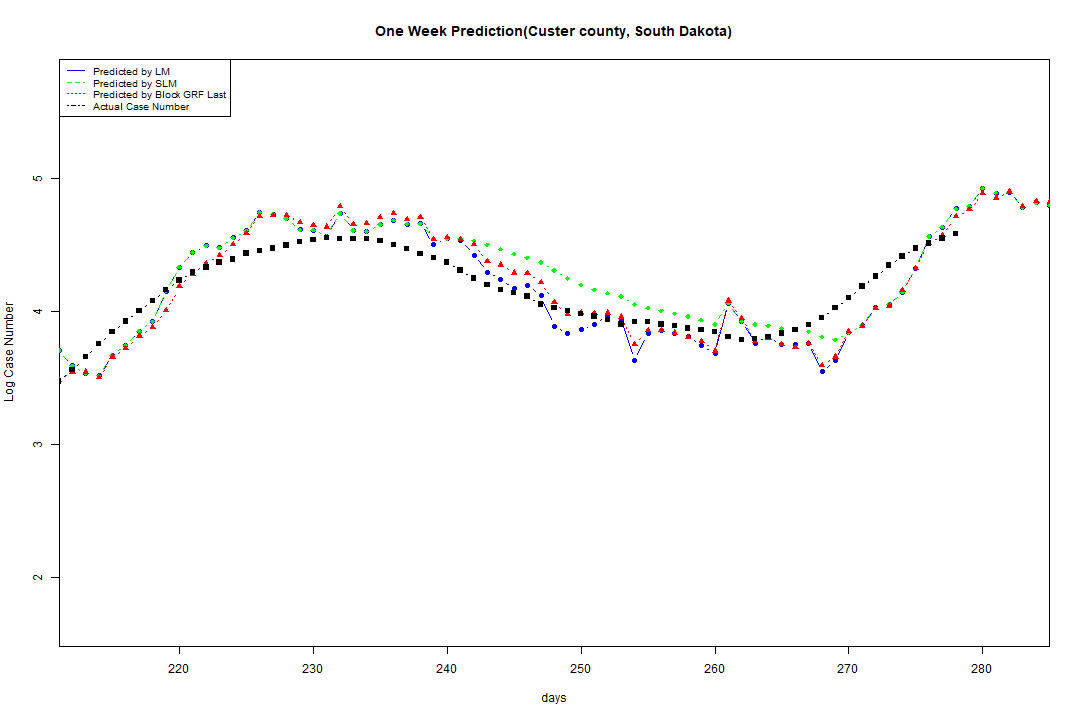 One Week Prediction(Custer county, South Dakota)
Predicted by LM
Predicted by SLM
Predicted by Block GRF Last
Actual Case Number
5
4
3
2
Log Case Number
220 230 240 250 260 270 280
days